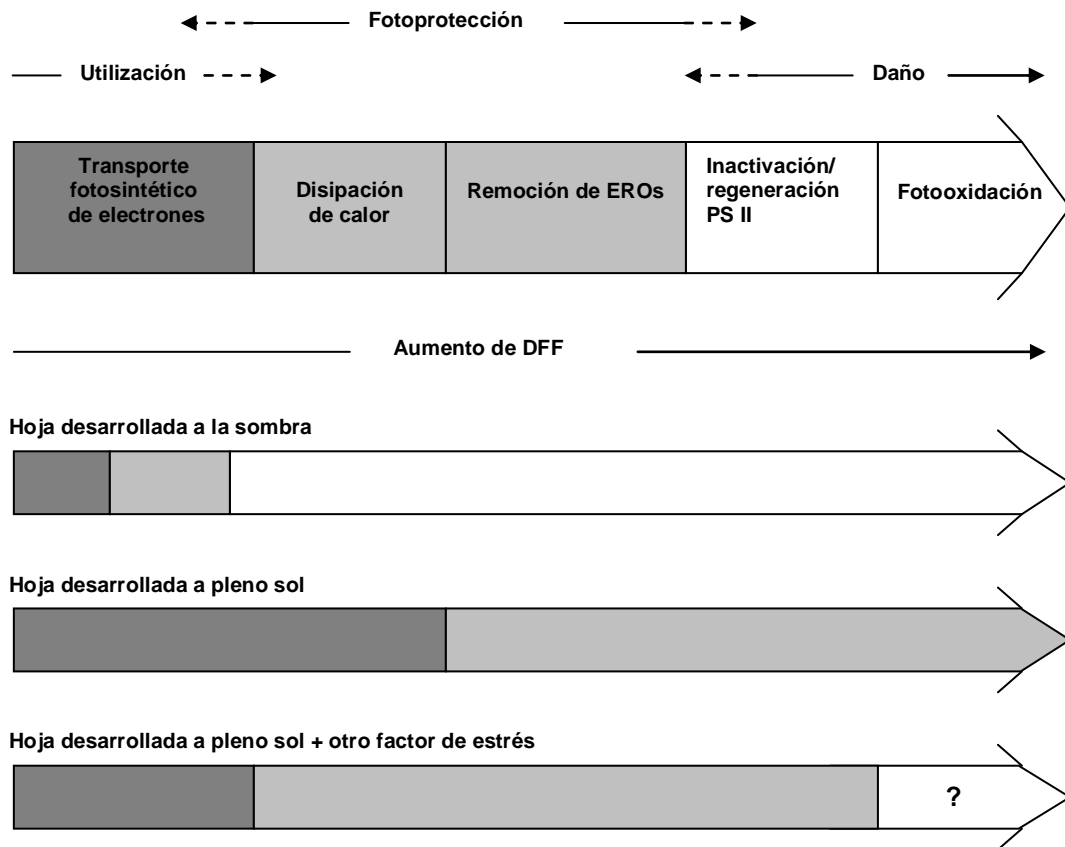 Fotoprotección
Utilización
Daño
Transporte
fotosintético
de electrones
Disipación
de calor
Remoción de EROs
Inactivación/
regeneración
PS II
Fotooxidación
Aumento de DFF
Hoja desarrollada a la sombra
Hoja desarrollada a pleno sol
Hoja desarrollada a pleno sol + otro factor de estrés
?